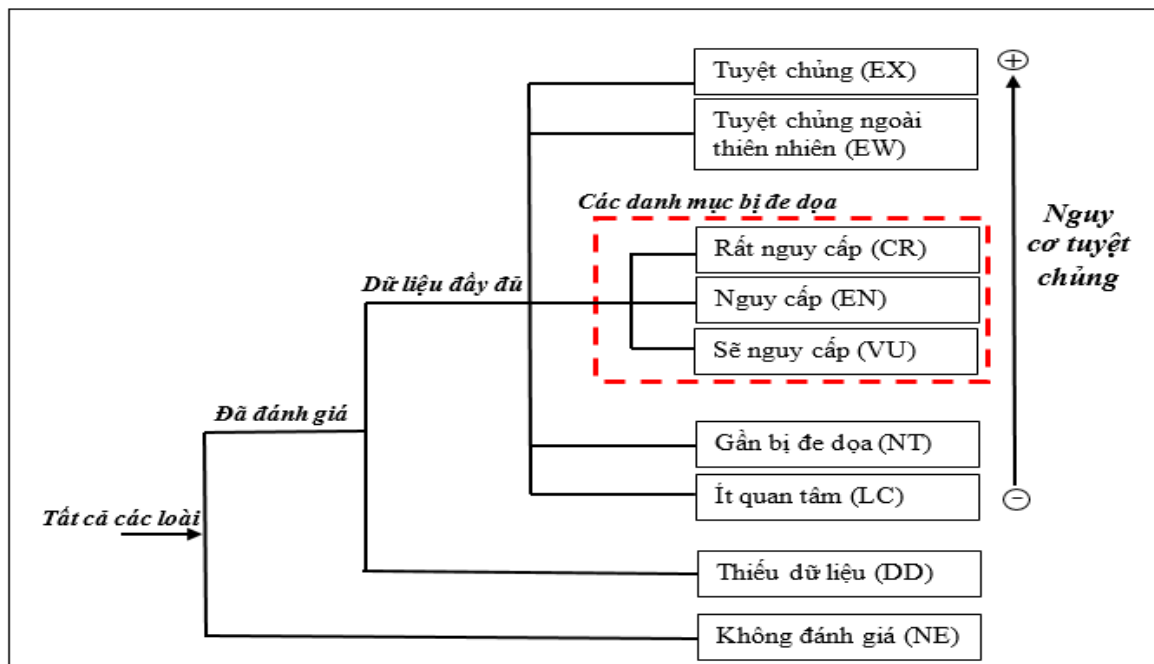 Tuyệt chủng (EX)
Tuyệt chủng ngoài
thiên nhiên (EW)
Các danh mục bị đe dọa
Nguy
cơ tuyệt
chủng
Rất nguy cấp (CR)
Dữ liệu đầy đủ
Nguy cấp (EN)
Sẽ nguy cấp (VU)
Đã đánh giá
Gần bị đe dọa (NT)
Ít quan tâm (LC)
Tất cả các loài
Thiếu dữ liệu (DD)
Không đánh giá (NE)